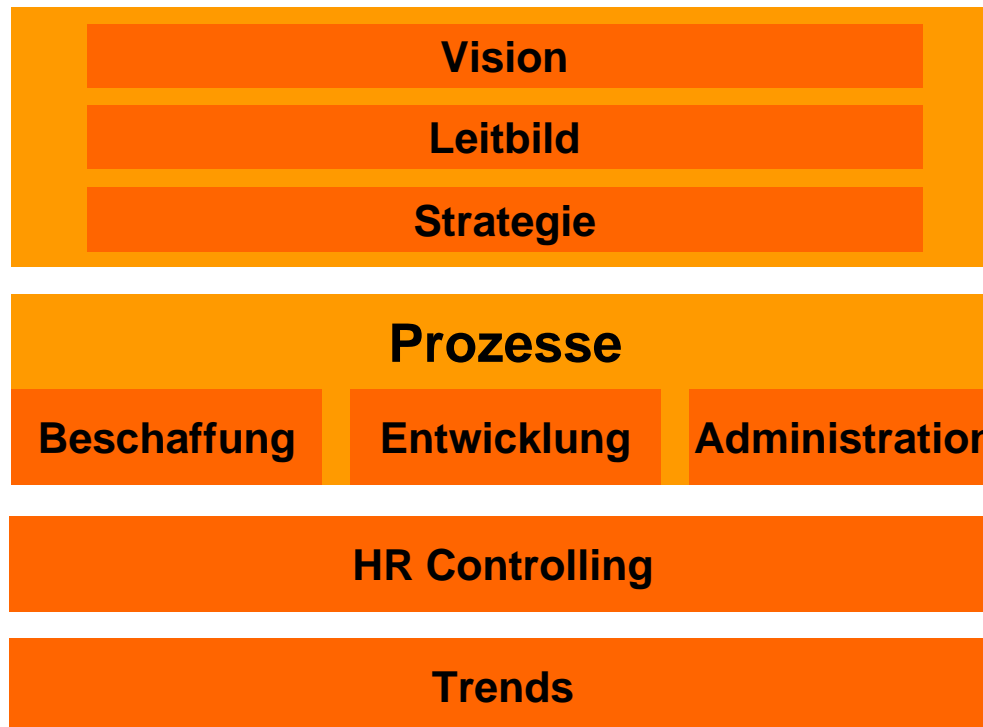 Vision
Leitbild
Strategie
Prozesse
Beschaffung Entwicklung Administration
HR Controlling
Trends